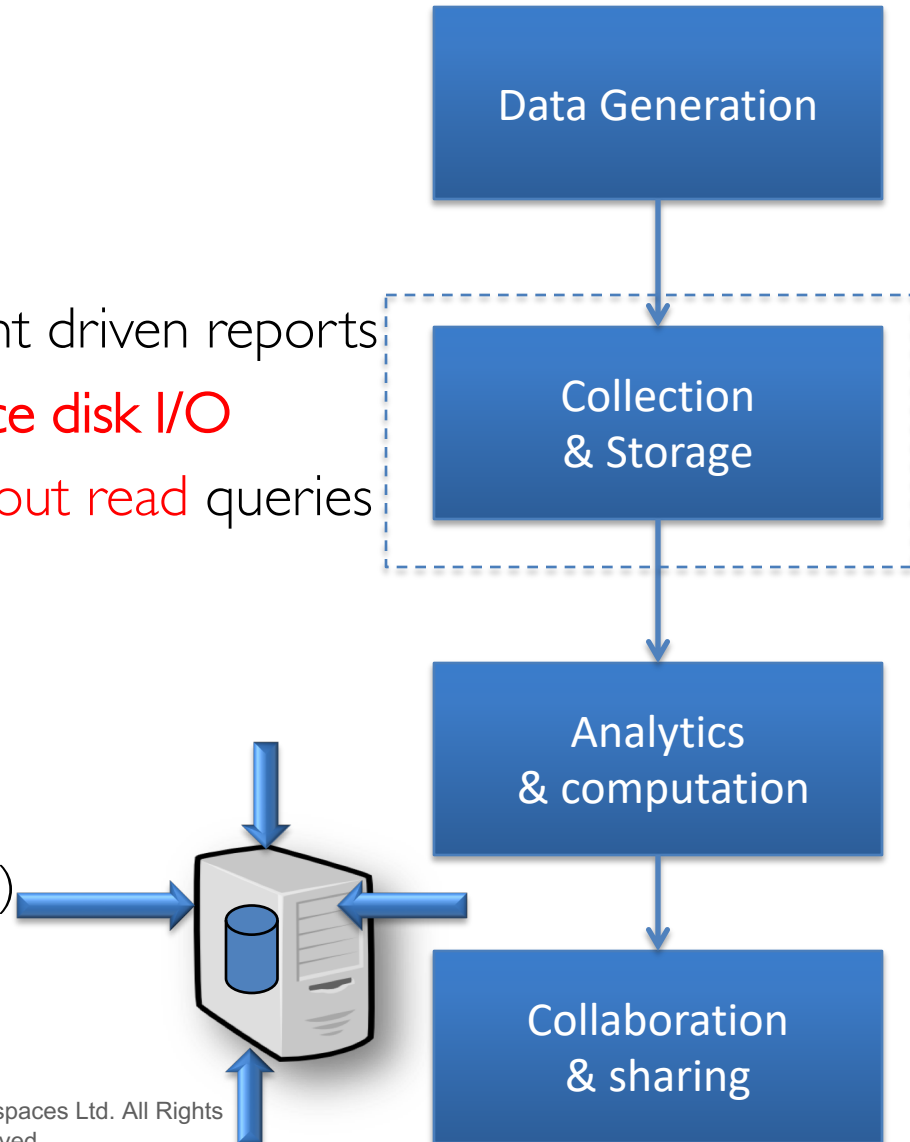 Data Generation
nt driven reports
ce disk I/O
out read queries
Collection
& Storage
Analytics
& computation
)
Collaboration
& sharing
spaces Ltd. All Rights
ved